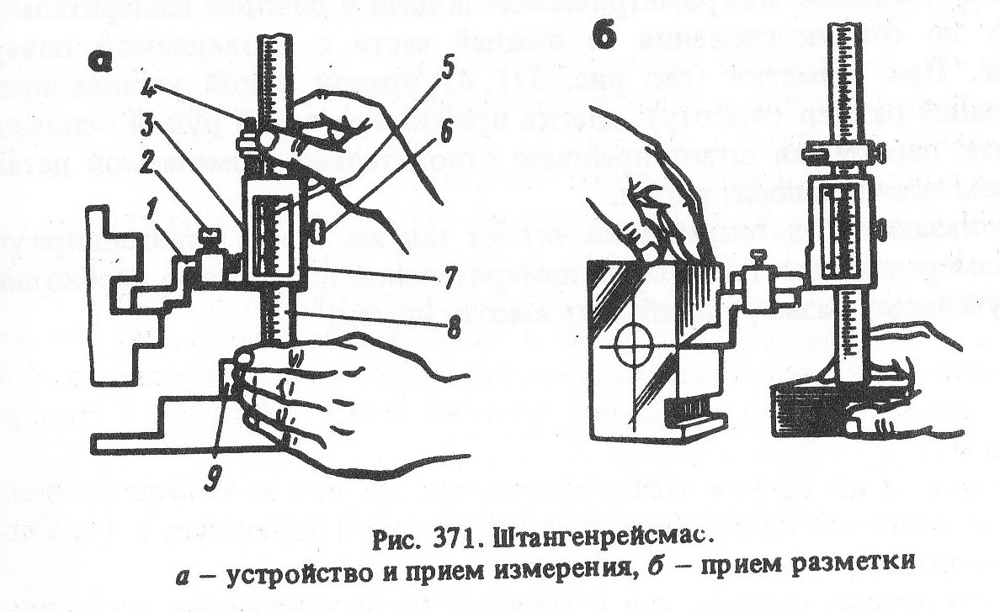 а
б
4
3
2
1
5
6
7
8
9
Рис. 371. Штангенрейсмас.
а – устройство и прием измерения, б – прием разметки